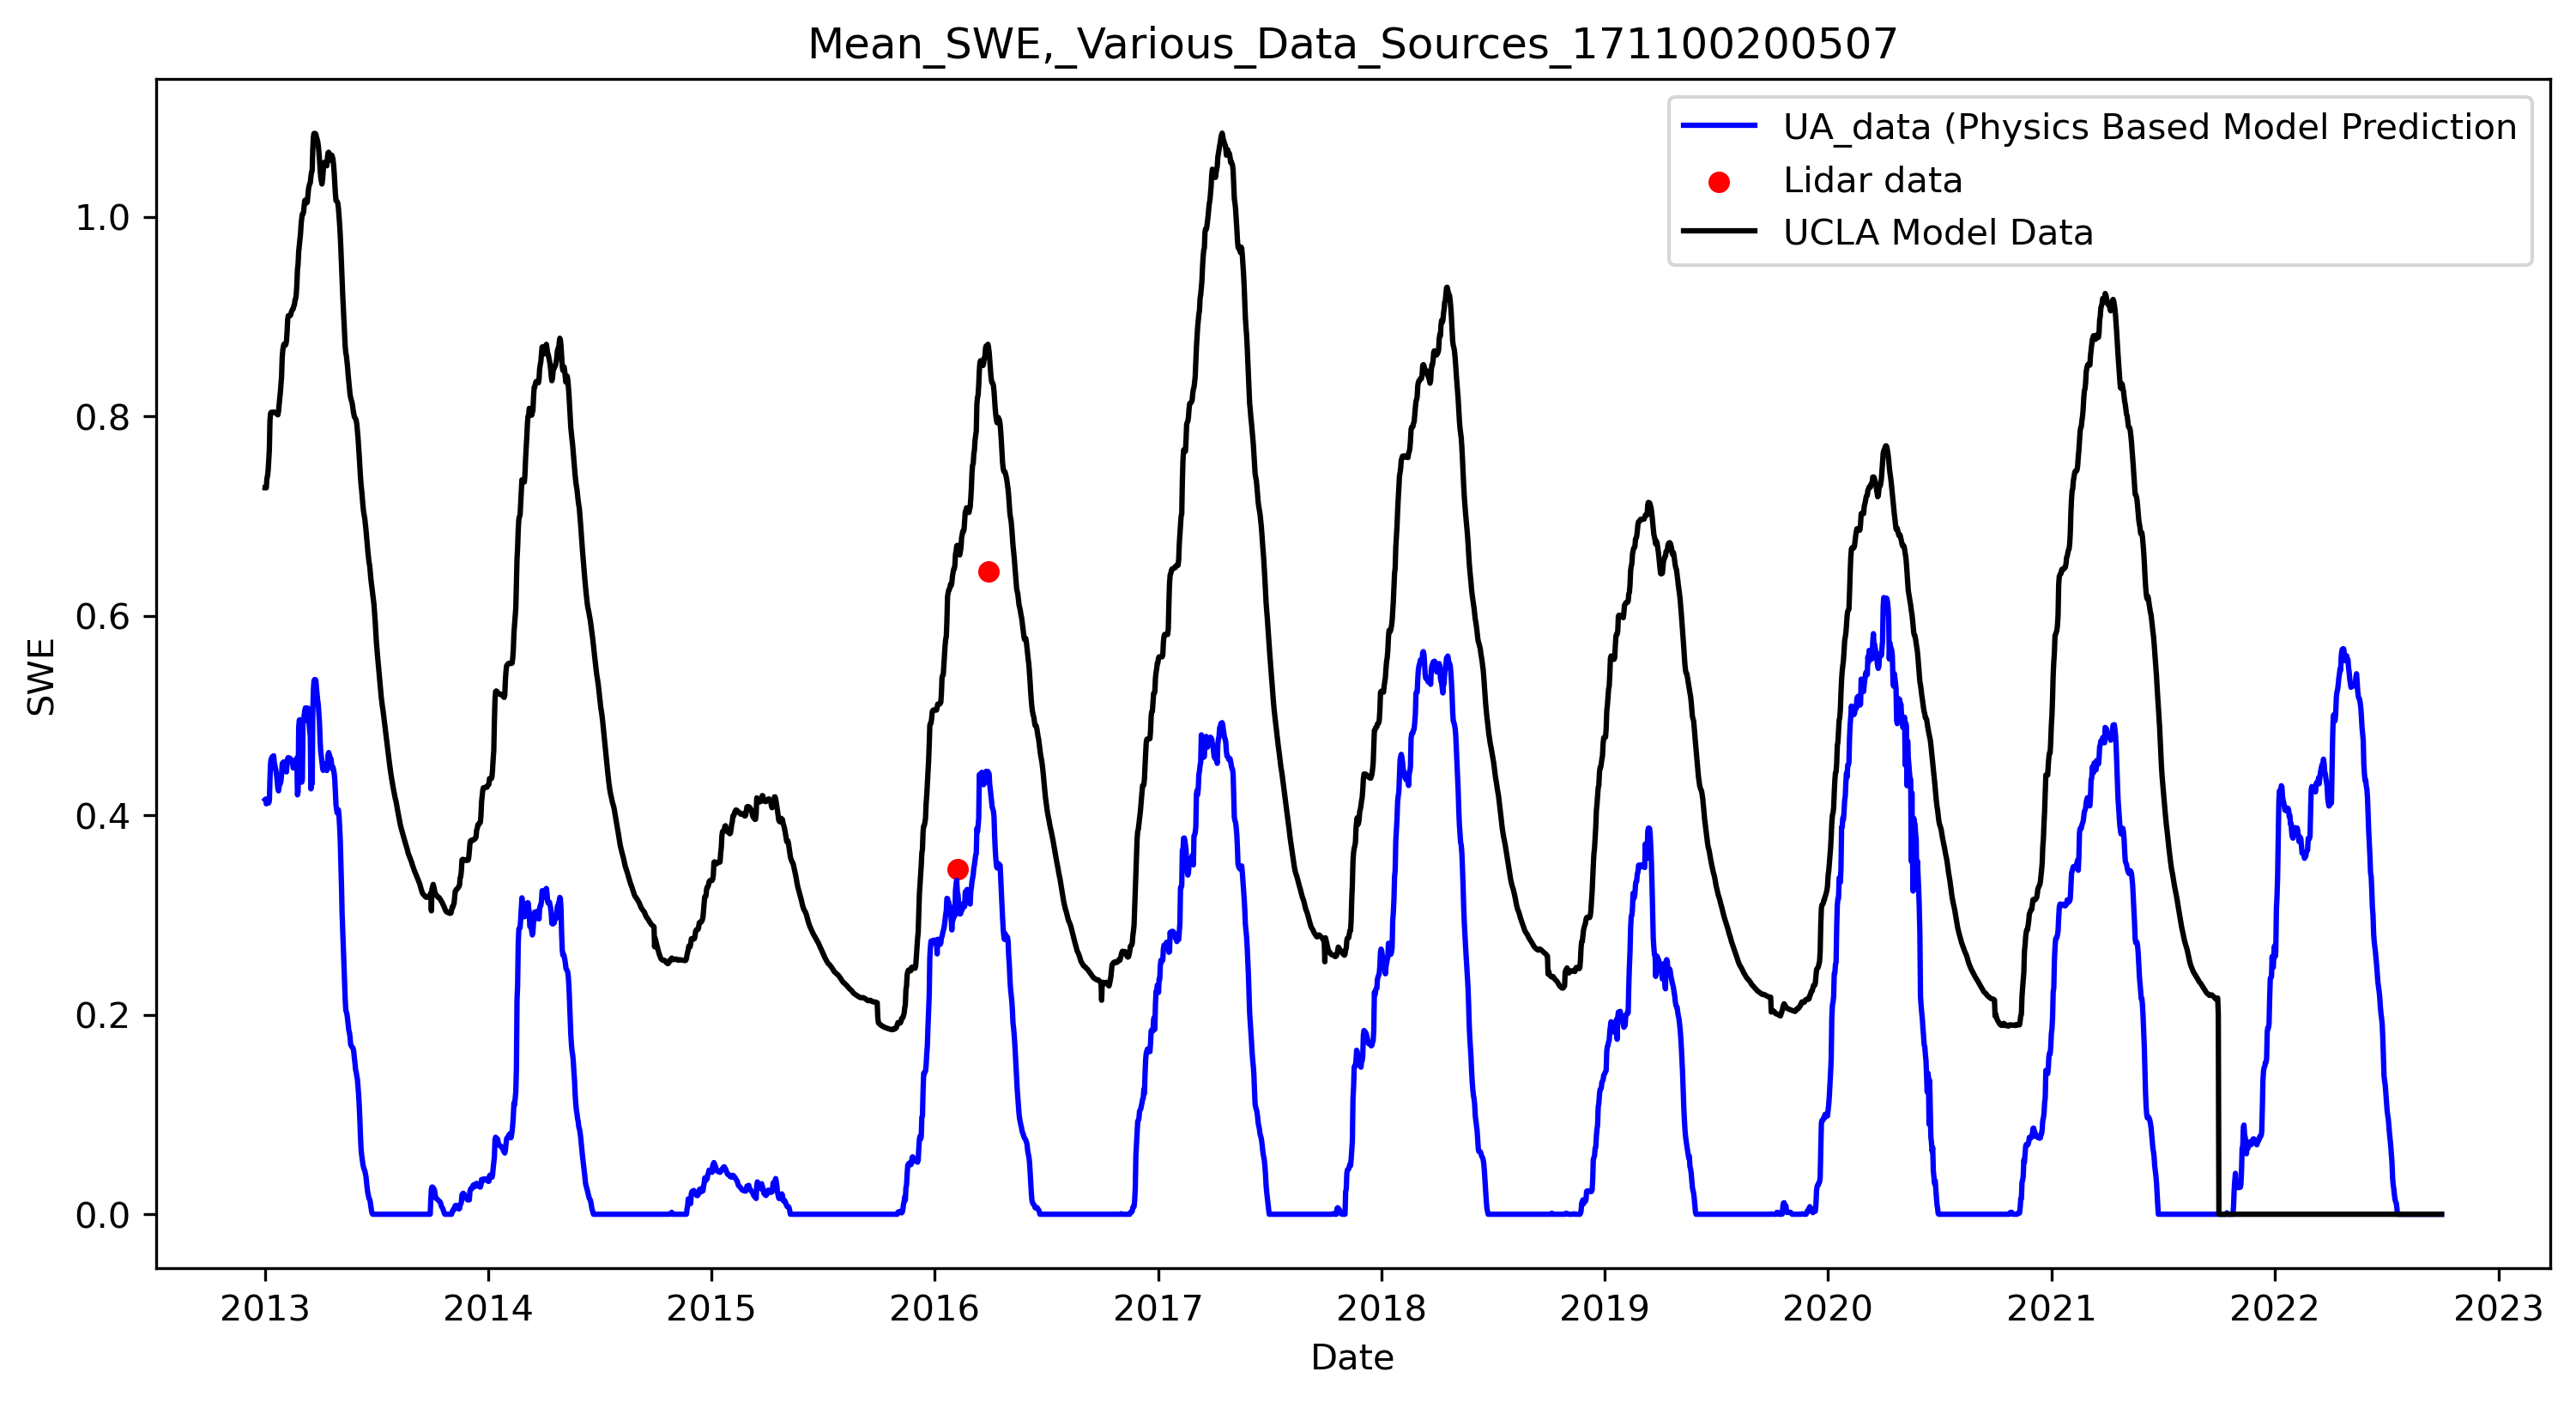 Mean_SWE,_Various_Data_Sources_171100200507
UA_data (Physics Based Model Prediction
Lidar data
UCLA Model Data
SWE
1.0
0.8
0.6
0.4
0.2
0.0
2013 2014 2015 2016 2017 2018 2019 2020 2021 2022 2023
Date